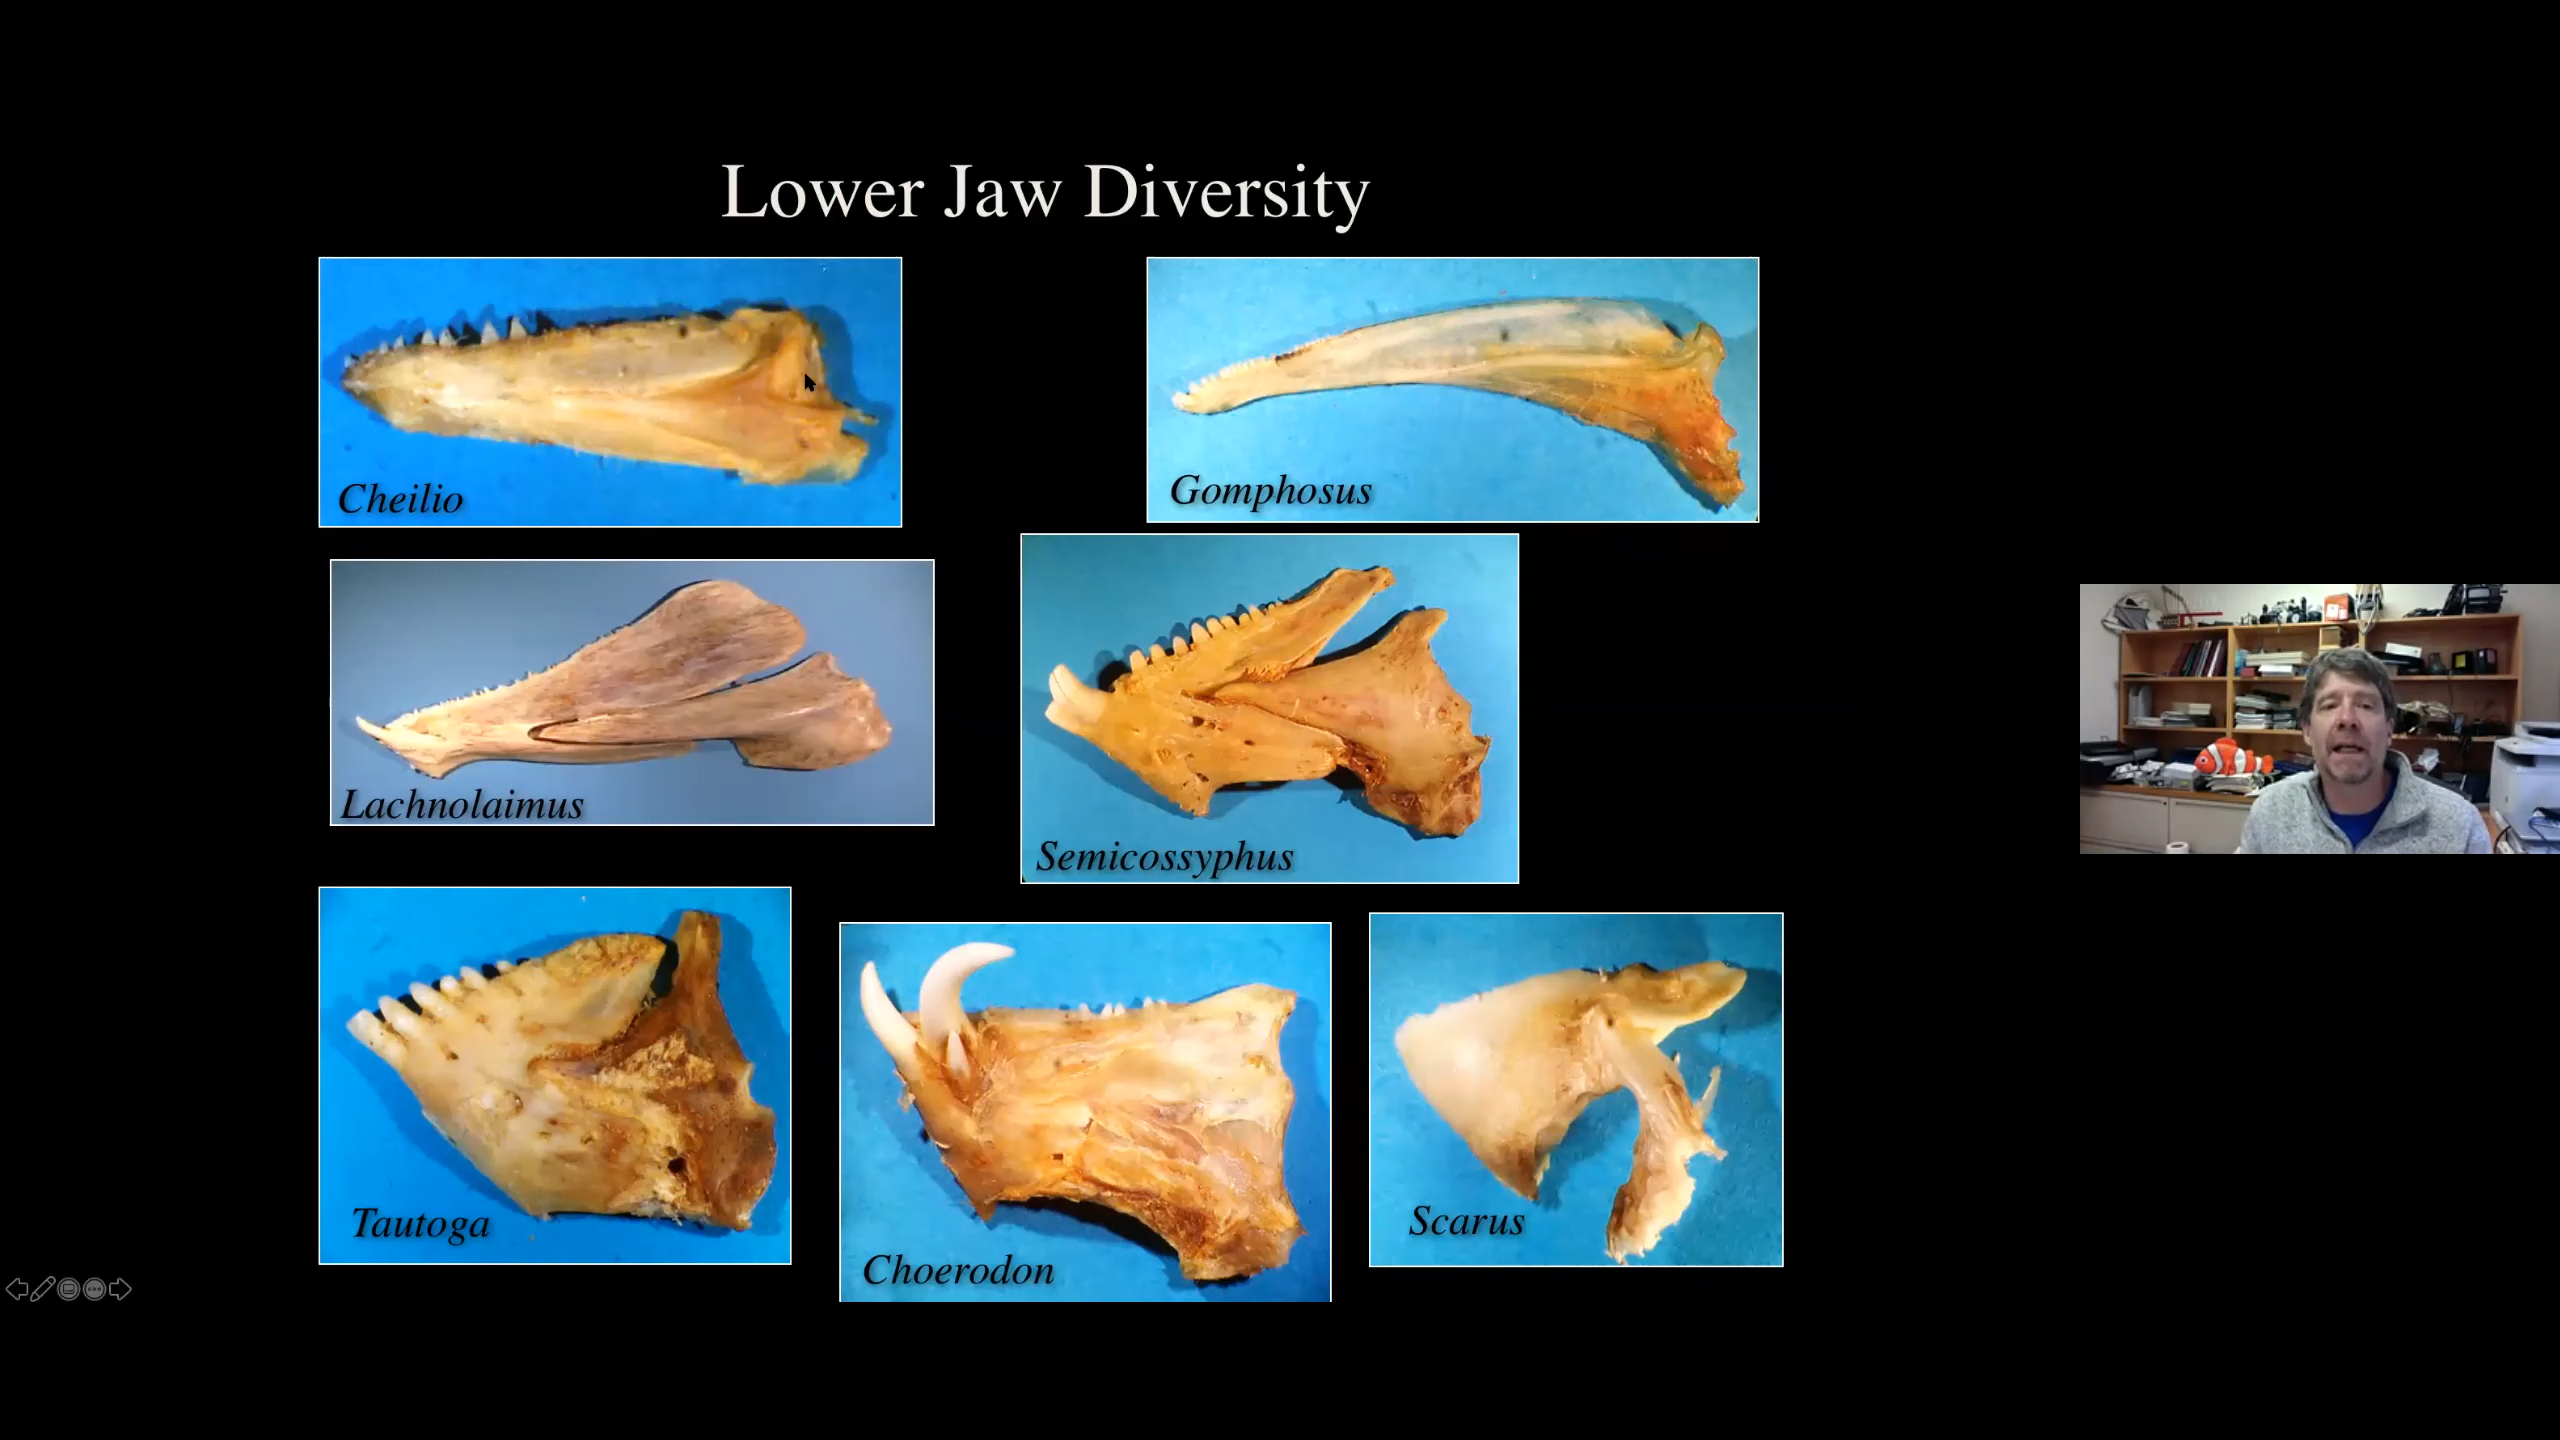 Lower Jaw Diversity
Cheilio
Gomphosus
Lachnolaimus
Semicossyphus
Tautoga
Choerodon
Scarus